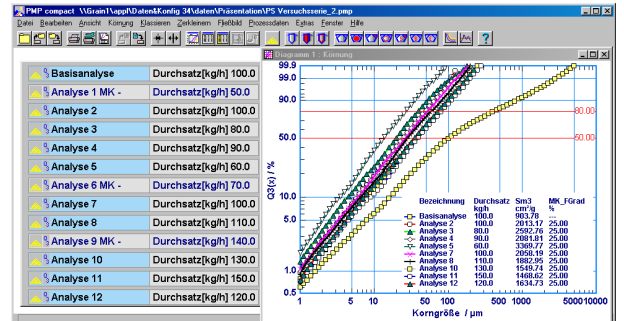 PMP compact \\Grain1\appl\Daten&Konfig 34\daten\Präsentation\P5 Versuchsserie_2.pmp
Datei Bearbeiten Ansicht Körnung Klassieren Zerkleinern Fließbild Prozessdaten Extras Fenster Hilfe
Diagramm 1 : Körnung
Basisanalyse Durchsatz[kg/h] 100.0
Analyse 1 MK - Durchsatz[kg/h] 50.0
Analyse 2 Durchsatz[kg/h] 100.0
Analyse 3 Durchsatz[kg/h] 80.0
Analyse 4 Durchsatz[kg/h] 90.0
Analyse 5 Durchsatz[kg/h] 60.0
Analyse 6 MK - Durchsatz[kg/h] 70.0
Analyse 7 Durchsatz[kg/h] 100.0
Analyse 8 Durchsatz[kg/h] 110.0
Analyse 9 MK - Durchsatz[kg/h] 140.0
Analyse 10 Durchsatz[kg/h] 130.0
Analyse 11 Durchsatz[kg/h] 150.0
Analyse 12 Durchsatz[kg/h] 120.0
99.9
99.0
90.0
80.00
50.0
50.00
10.0
5.0
1.0
0.5
Q3(x) / %
Bezeichnung Durchsatz Sm3 MK_FGrad
kg/h cm²/g %
Basisanalyse 100.0 903.78 ---
Analyse 2 100.0 2013.17 25.00
Analyse 3 80.0 2592.76 25.00
Analyse 4 90.0 2081.81 25.00
Analyse 5 60.0 3369.77 25.00
Analyse 7 100.0 2058.19 25.00
Analyse 8 110.0 1882.95 25.00
Analyse 10 130.0 1549.74 25.00
Analyse 11 150.0 1468.62 25.00
Analyse 12 120.0 1634.73 25.00
1 5 10 50 100 500 1000 5000 10000
Korngröße / µm